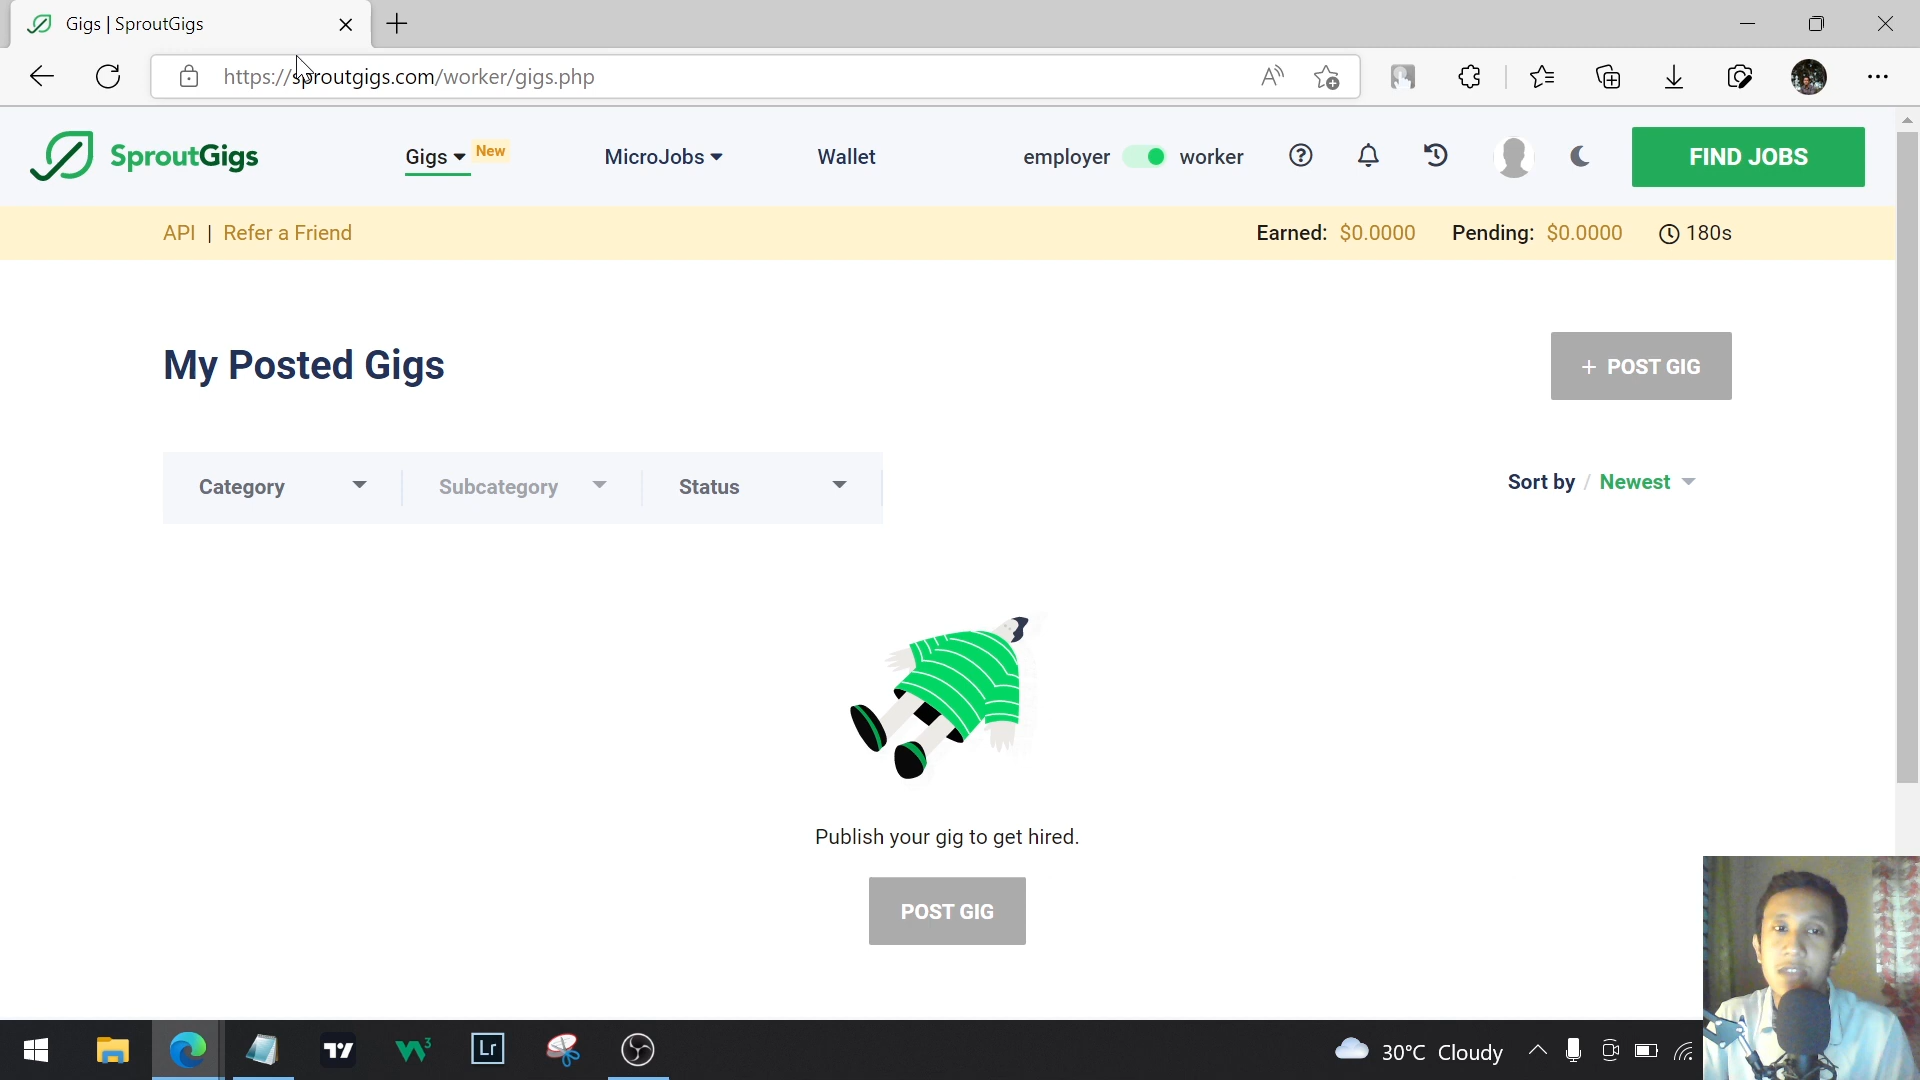 Gigs | SproutGigs
https://sproutgigs.com/worker/gigs.php
SproutGigs
Gigs New MicroJobs Wallet employer worker FIND JOBS
API | Refer a Friend Earned: $0.0000 Pending: $0.0000 180s
My Posted Gigs
+ POST GIG
Category Subcategory Status Sort by / Newest
Publish your gig to get hired.
POST GIG
Lr 30°C Cloudy